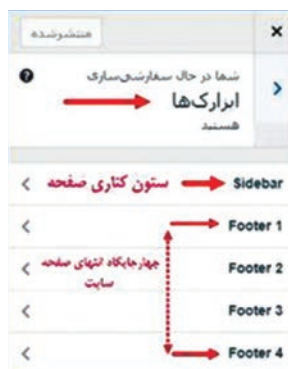 منتشرشده
شما در حال سفارشی‌سازی
ابزارک‌ها
هستید
Sidebar ستون کناری صفحه
Footer 1
Footer 2 چهار جایگاه انتهای صفحه
سایت
Footer 3
Footer 4